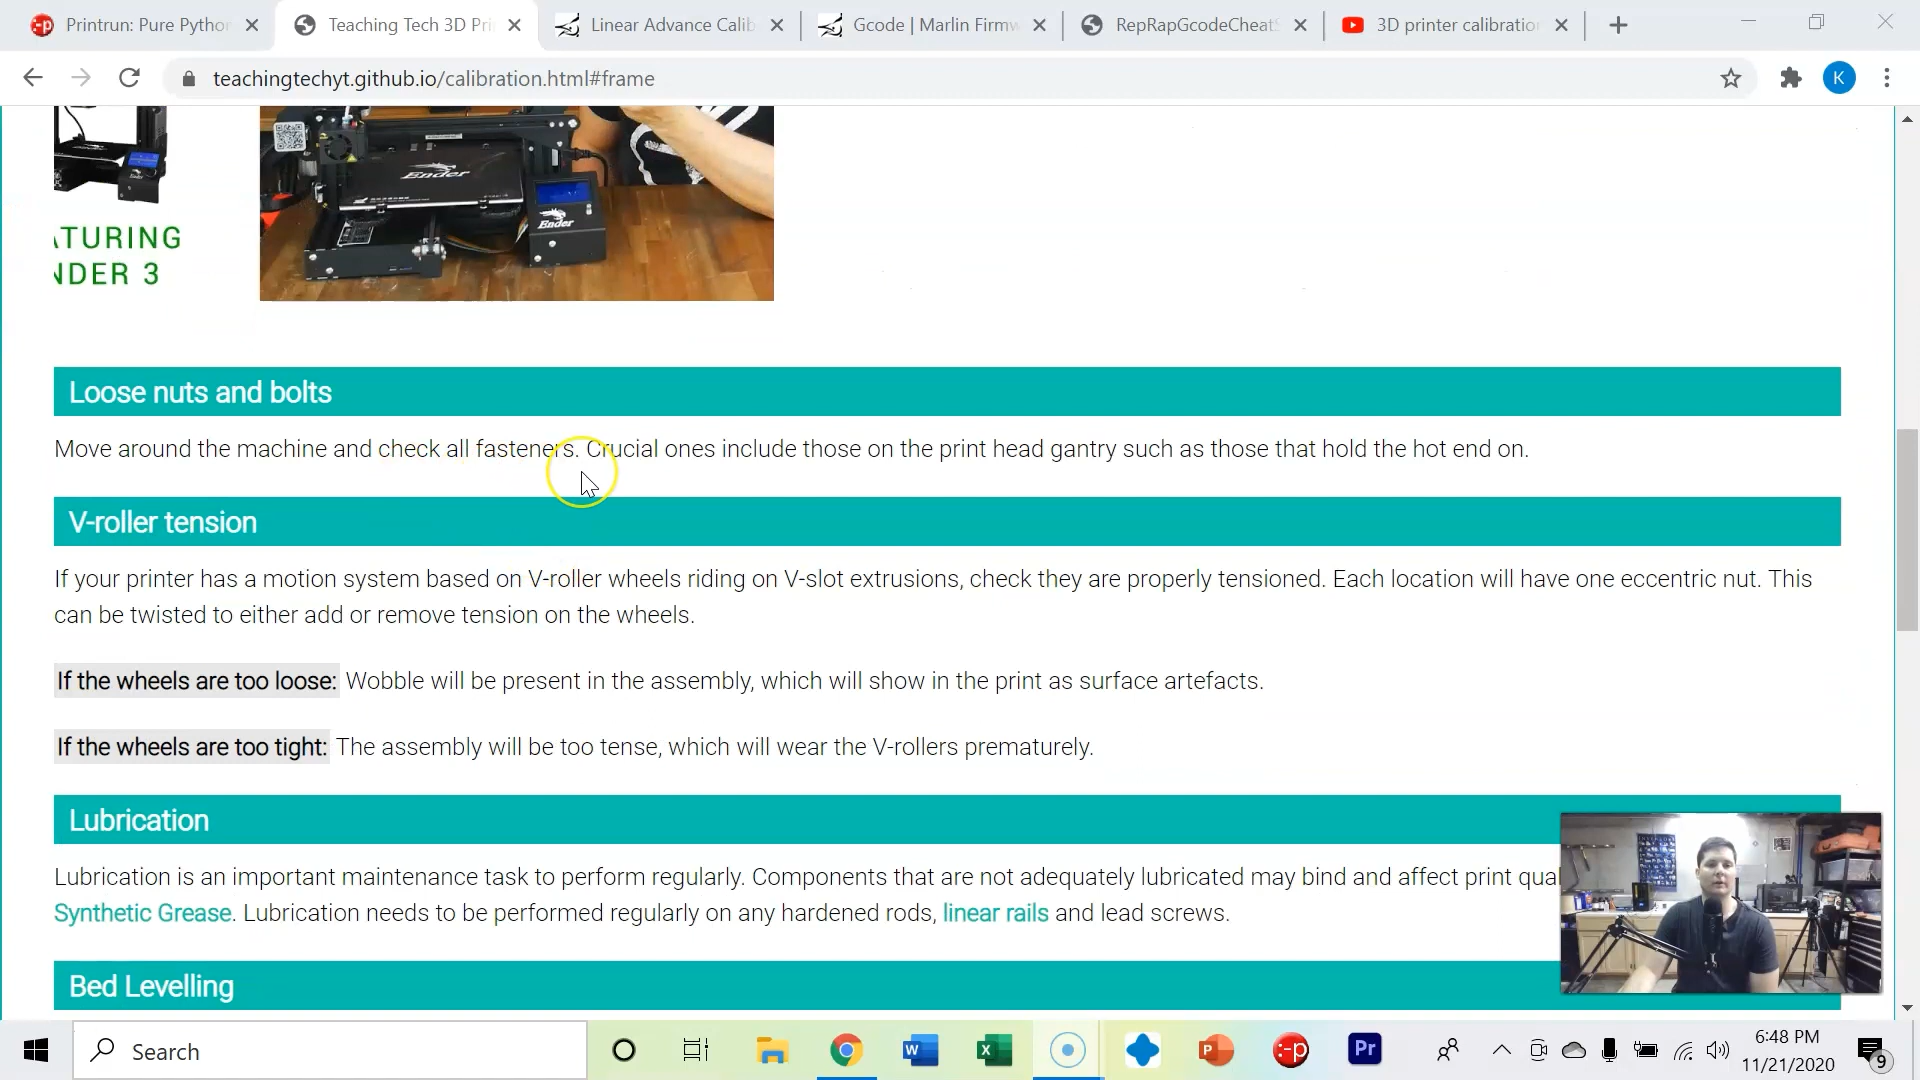 Printrun: Pure Python
Teaching Tech 3D Pri
Linear Advance Calib
Gcode | Marlin Firmw
RepRapGcodeCheatS
3D printer calibration
teachingtechyt.github.io/calibration.html#frame
K
ATURING
NDER 3
Ender
Ender
Loose nuts and bolts
Move around the machine and check all fasteners. Crucial ones include those on the print head gantry such as those that hold the hot end on.
V-roller tension
If your printer has a motion system based on V-roller wheels riding on V-slot extrusions, check they are properly tensioned. Each location will have one eccentric nut. This
can be twisted to either add or remove tension on the wheels.
If the wheels are too loose: Wobble will be present in the assembly, which will show in the print as surface artefacts.
If the wheels are too tight: The assembly will be too tense, which will wear the V-rollers prematurely.
Lubrication
Lubrication is an important maintenance task to perform regularly. Components that are not adequately lubricated may bind and affect print qual
Synthetic Grease. Lubrication needs to be performed regularly on any hardened rods, linear rails and lead screws.
Bed Levelling
Search
W
X
P
:-p
Pr
6:48 PM
11/21/2020
9